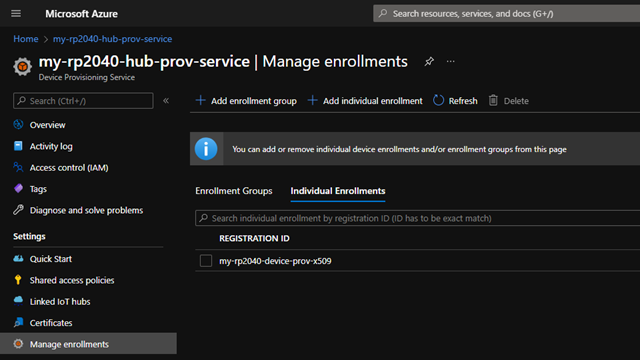 Microsoft Azure
Search resources, services, and docs (G+/)
Home > my-rp2040-hub-prov-service >
my-rp2040-hub-prov-service | Manage enrollments
Device Provisioning Service
Search (Ctrl+/)
Overview
Activity log
Access control (IAM)
Tags
Diagnose and solve problems
Settings
Quick Start
Shared access policies
Linked IoT hubs
Certificates
Manage enrollments
+ Add enrollment group + Add individual enrollment Refresh Delete
You can add or remove individual device enrollments and/or enrollment groups from this page
Enrollment Groups Individual Enrollments
Search individual enrollment by registration ID (ID has to be exact match)
REGISTRATION ID
my-rp2040-device-prov-x509